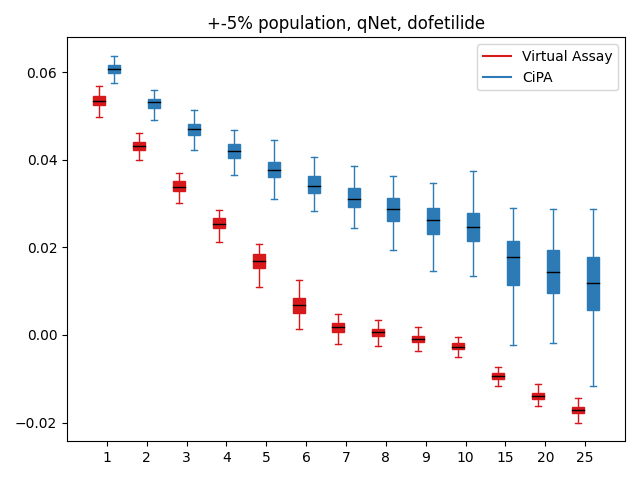 +-5% population, qNet, dofetilide
Virtual Assay
CiPA
0.06
0.04
0.02
0.00
−0.02
1 2 3 4 5 6 7 8 9 10 15 20 25